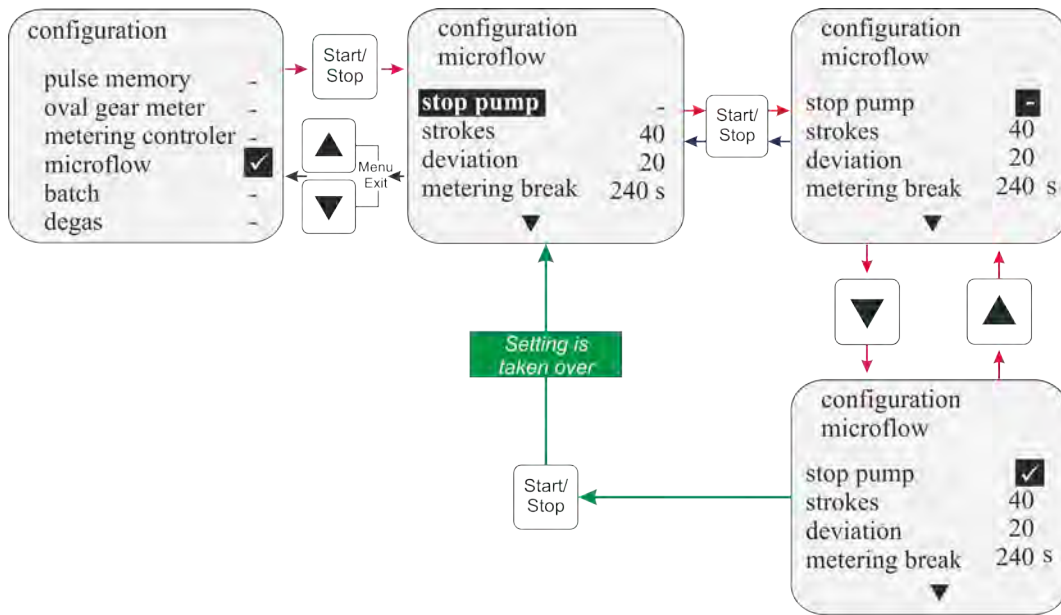 configuration
pulse memory -
oval gear meter -
metering controler -
microflow ✓
batch -
degas -
Start/
Stop
Menu
Exit
configuration
microflow
stop pump -
strokes 40
deviation 20
metering break 240 s
Start/
Stop
configuration
microflow
stop pump -
strokes 40
deviation 20
metering break 240 s
Setting is
taken over
Start/
Stop
configuration
microflow
stop pump ✓
strokes 40
deviation 20
metering break 240 s